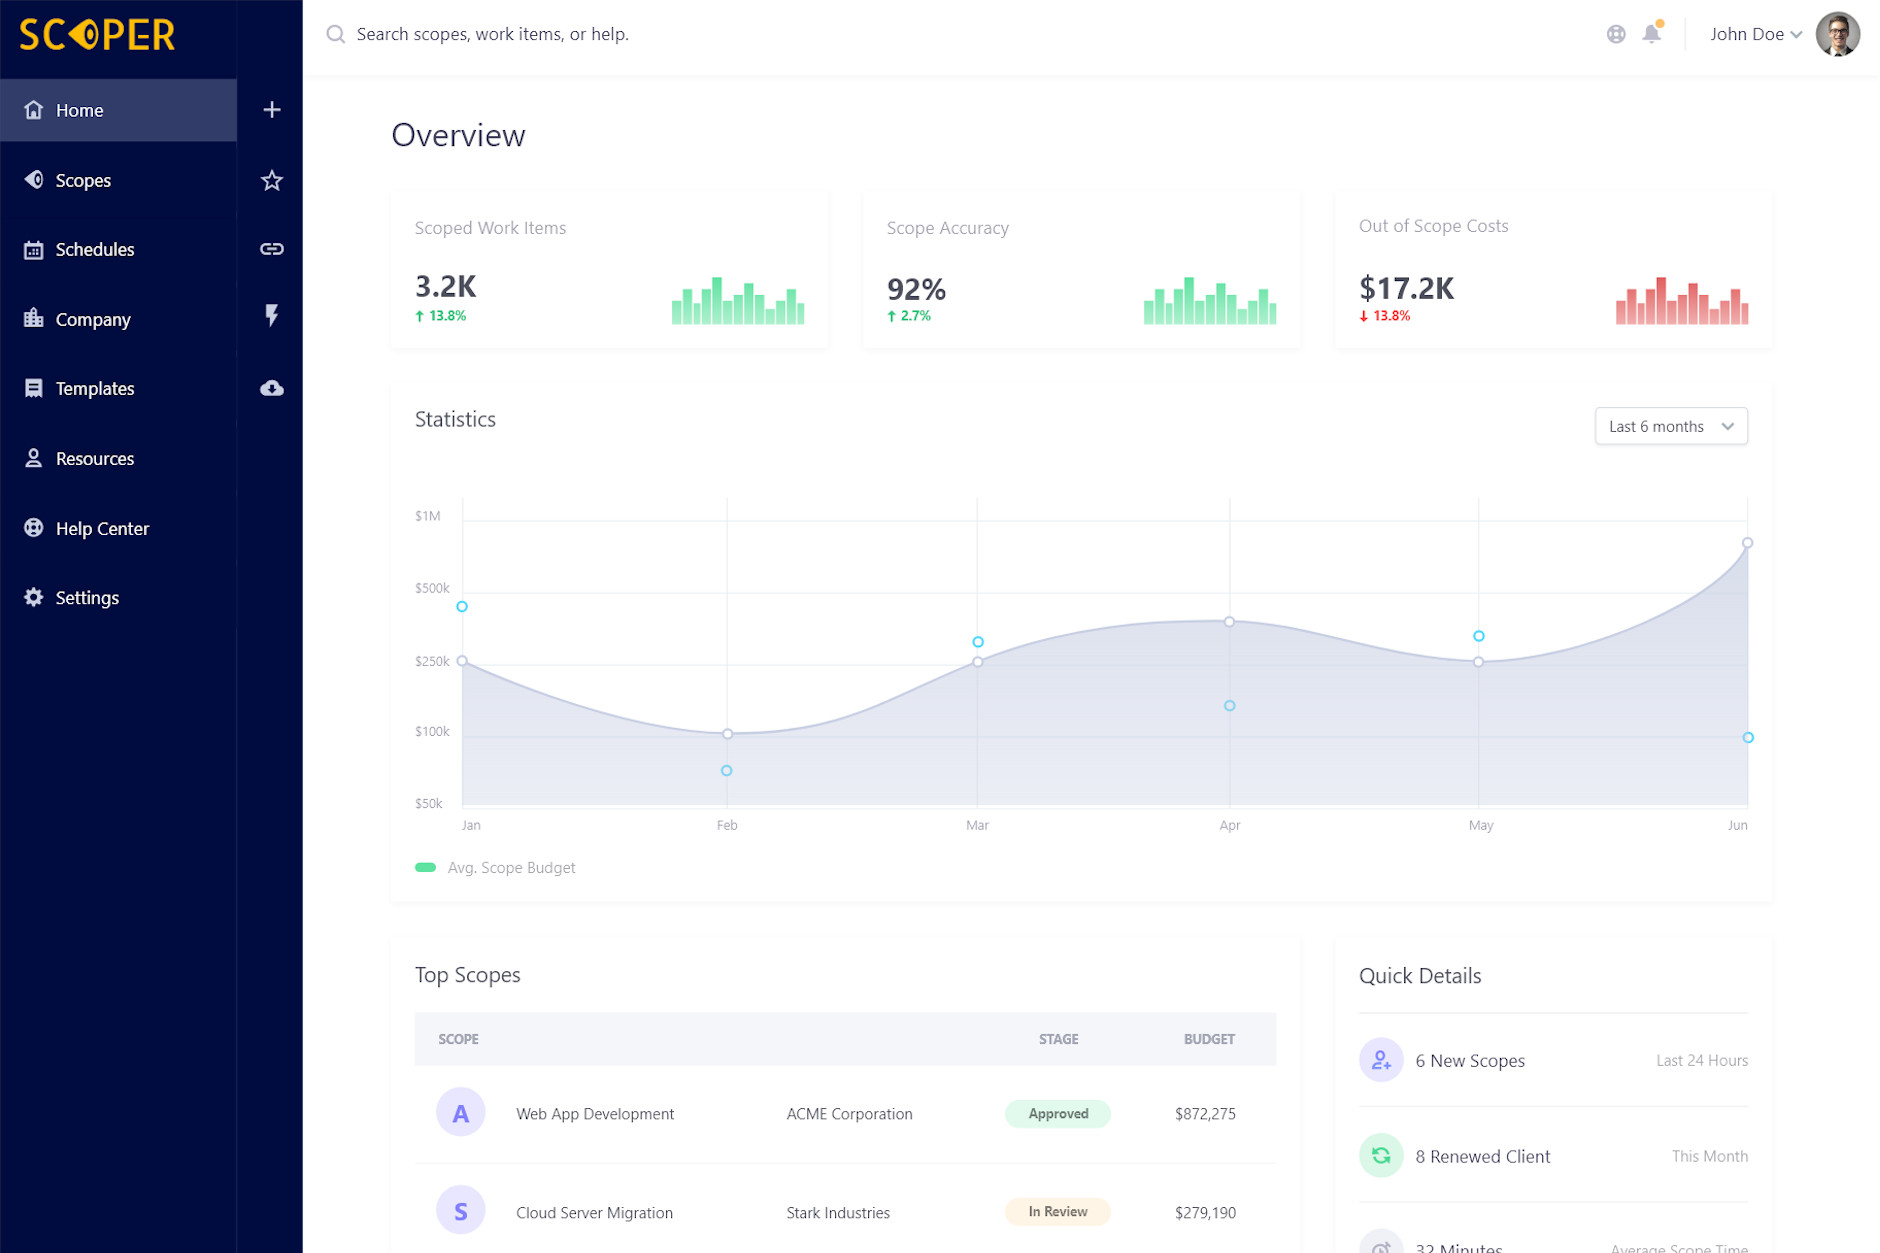 SCOPER
Search scopes, work items, or help.
John Doe
Home
Scopes
Schedules
Company
Templates
Resources
Help Center
Settings
Overview
Scoped Work Items
3.2K
↑ 13.8%
Scope Accuracy
92%
↑ 2.7%
Out of Scope Costs
$17.2K
↓ 13.8%
Statistics
Last 6 months
$1M
$500k
$250k
$100k
$50k
Jan Feb Mar Apr May Jun
Avg. Scope Budget
Top Scopes
SCOPE STAGE BUDGET
A Web App Development ACME Corporation Approved $872,275
S Cloud Server Migration Stark Industries In Review $279,190
Quick Details
6 New Scopes Last 24 Hours
8 Renewed Client This Month
32 Minutes Average Scope Time